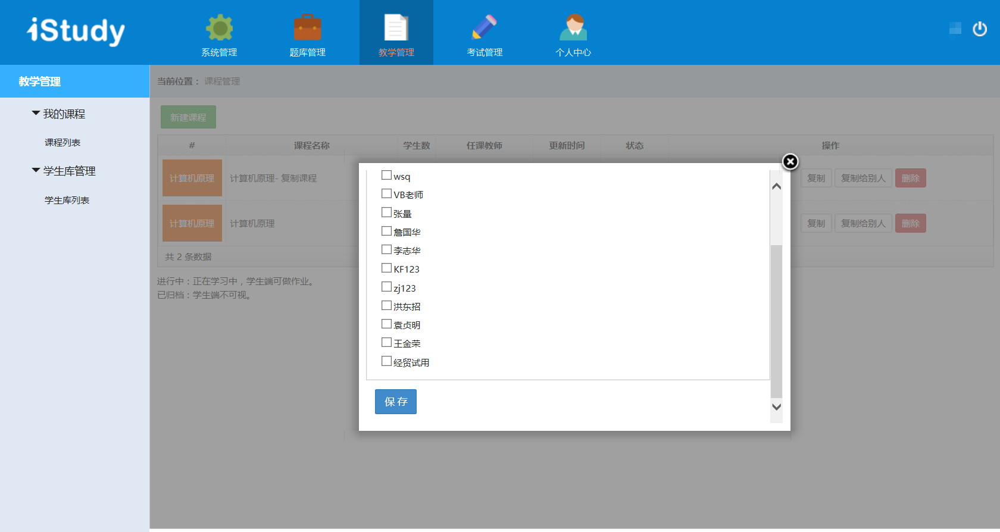 iStudy
系统管理
题库管理
教学管理
考试管理
个人中心
教学管理
我的课程
课程列表
学生库管理
学生库列表
当前位置： 课程管理
新建课程
# 课程名称 学生数 任课教师 更新时间 状态 操作
计算机原理 计算机原理- 复制课程 复制 复制给别人 删除
计算机原理 计算机原理 复制 复制给别人 删除
共 2 条数据
进行中：正在学习中，学生端可做作业。
已归档：学生端不可视。
wsq
VB老师
张量
詹国华
李志华
KF123
zj123
洪东招
袁贞明
王金荣
经贸试用
保 存